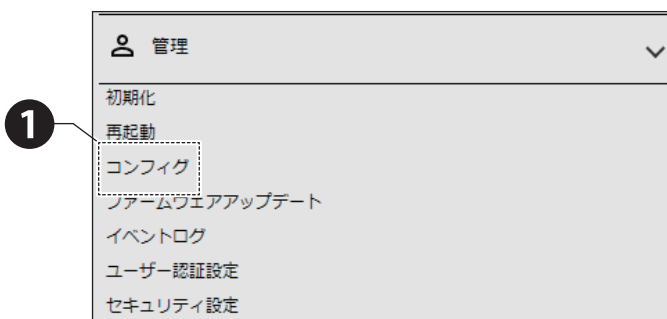 管理
初期化
1
再起動
コンフィグ
ファームウェアアップデート
イベントログ
ユーザー認証設定
セキュリティ設定